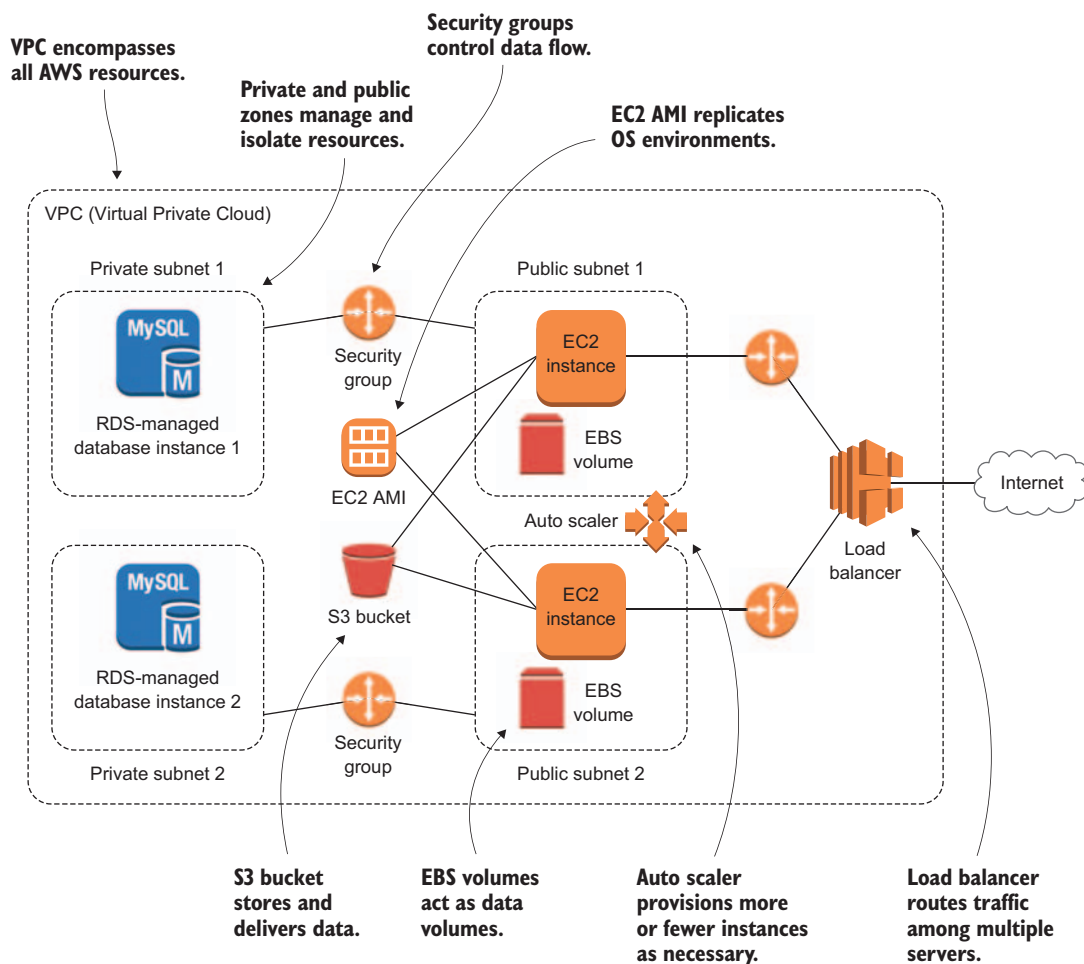 VPC encompasses
all AWS resources.
Security groups
control data flow.
Private and public
zones manage and
isolate resources.
EC2 AMI replicates
OS environments.
VPC (Virtual Private Cloud)
Private subnet 1
MySQL
M
RDS-managed
database instance 1
Security
group
EC2 AMI
Public subnet 1
EC2
instance
EBS
volume
Auto scaler
Load
balancer
Internet
MySQL
M
RDS-managed
database instance 2
Private subnet 2
S3 bucket
Security
group
EC2
instance
EBS
volume
Public subnet 2
S3 bucket
stores and
delivers data.
EBS volumes
act as data
volumes.
Auto scaler
provisions more
or fewer instances
as necessary.
Load balancer
routes traffic
among multiple
servers.